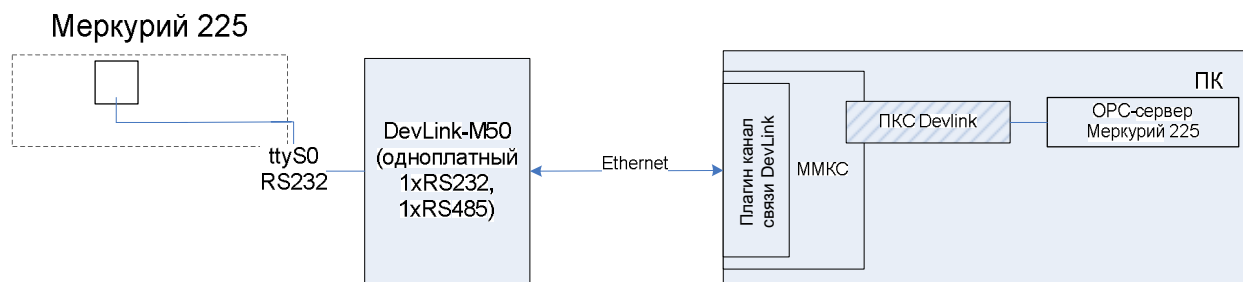 Меркурий 225
ttyS0
RS232
DevLink-M50
(одноплатный
1xRS232,
1xRS485)
Ethernet
Плагин канал
связи DevLink
ММКС
ПКС Devlink
ПК
OPC-сервер
Меркурий 225